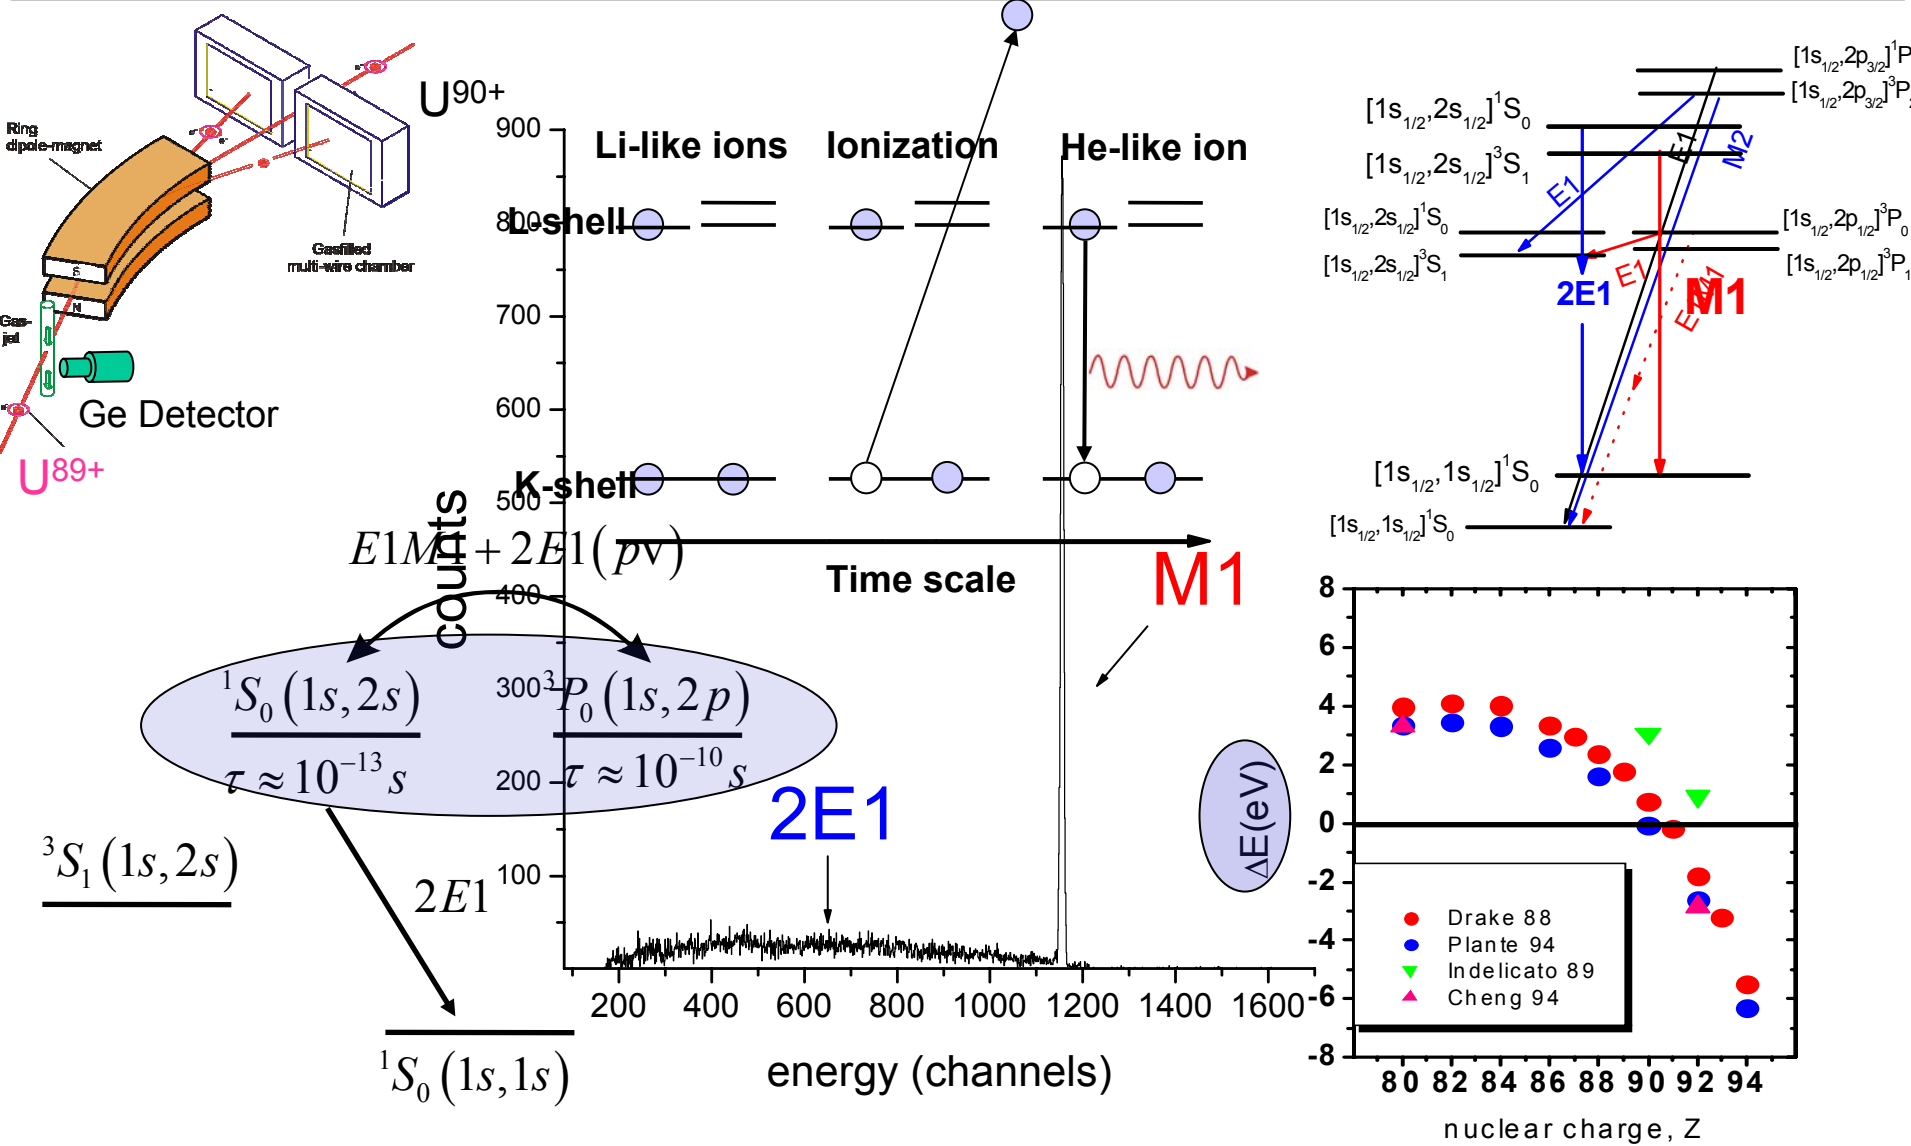 Ring
dipole-magnet
S
N
Gas-
jet
Ge Detector
U89+
U90+
Gasfilled
multi-wire chamber
Li-like ions
Ionization
He-like ion
L-shell
K-shell
Time scale
900
800
700
600
500
400
300
200
100
counts
200 400 600 800 1000 1200 1400 1600
energy (channels)
M1
2E1
E1M1 + 2E1(pv)
1S0 (1s, 2s)
τ ≈ 10−13 s
3P0 (1s, 2p)
τ ≈ 10−10 s
3S1 (1s, 2s)
2E1
1S0 (1s, 1s)
[1s1/2,2p3/2]1P
[1s1/2,2p3/2]3P2
[1s1/2,2s1/2]1S0
[1s1/2,2s1/2]3S1
[1s1/2,2s1/2]1S0
[1s1/2,2s1/2]3S1
[1s1/2,2p1/2]3P0
[1s1/2,2p1/2]3P1
E1
M2
E1
E1
2E1
M1
E1M1
[1s1/2,1s1/2]1S0
[1s1/2,1s1/2]1S0
ΔE(eV)
8
6
4
2
0
-2
-4
-6
-8
Drake 88
Plante 94
Indelicato 89
Cheng 94
80 82 84 86 88 90 92 94
nuclear charge, Z